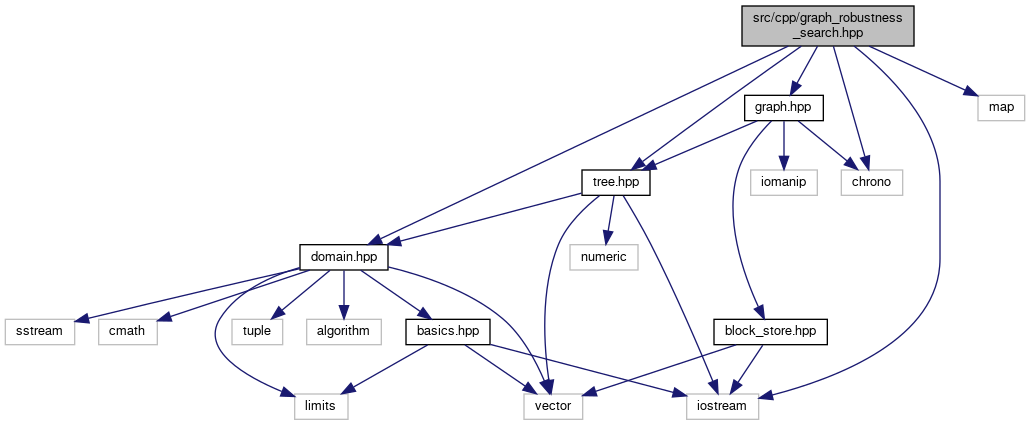 src/cpp/graph_robustness
_search.hpp
graph.hpp
map
tree.hpp
iomanip
chrono
domain.hpp
numeric
sstream
cmath
tuple
algorithm
basics.hpp
block_store.hpp
limits
vector
iostream